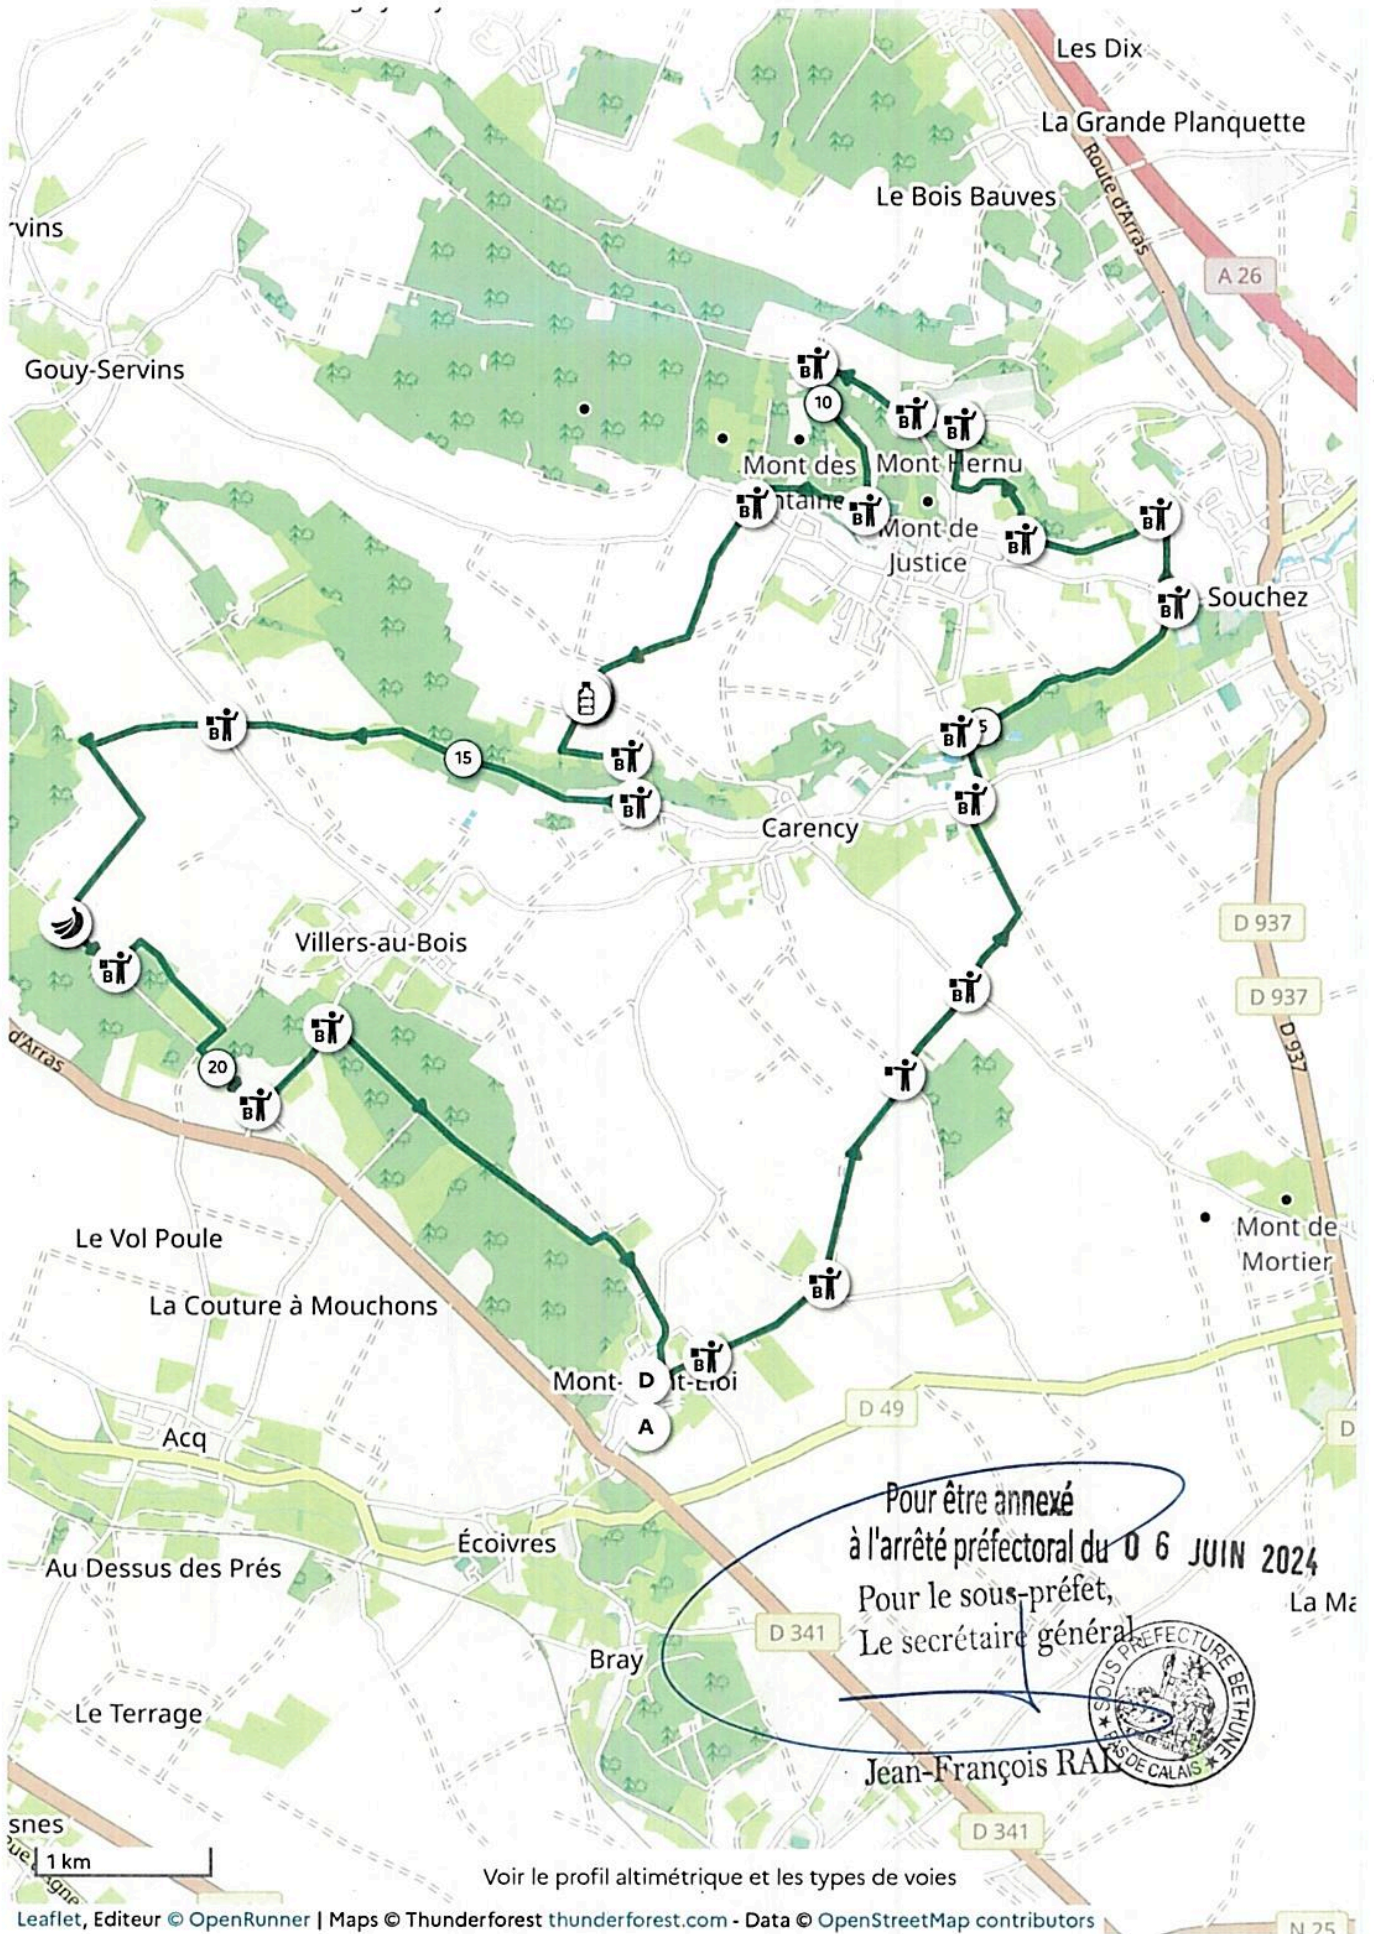 Les Dix
La Grande Planquette
Route d'Arras
Le Bois Bauves
rvins
A 26
Gouy-Servins
B
10
B
B
Mont des
Mont Hernu
B
ntaine
B
Mont de
Justice
B
B
B
Souchez
B
5
B
15
B
B
B
Carency
Villers-au-Bois
D 937
B
B
D 937
D 937
B
d'Arras
20
B
Le Vol Poule
Mont de
Mortier
La Couture à Mouchons
B
B
Mont-
D
t-Eloi
A
D 49
D
Acq
Écoivres
Au Dessus des Prés
Pour être annexé
à l'arrêté préfectoral du 06 JUIN 2024
Pour le sous-préfet,
Le secrétaire général
La Ma
D 341
Bray
SOUS PREFECTURE BETHUNE
PAS DE CALAIS
Le Terrage
Jean-François RAL
snes
D 341
1 km
Voir le profil altimétrique et les types de voies
Leaflet, Editeur © OpenRunner | Maps © Thunderforest thunderforest.com - Data © OpenStreetMap contributors
N 25